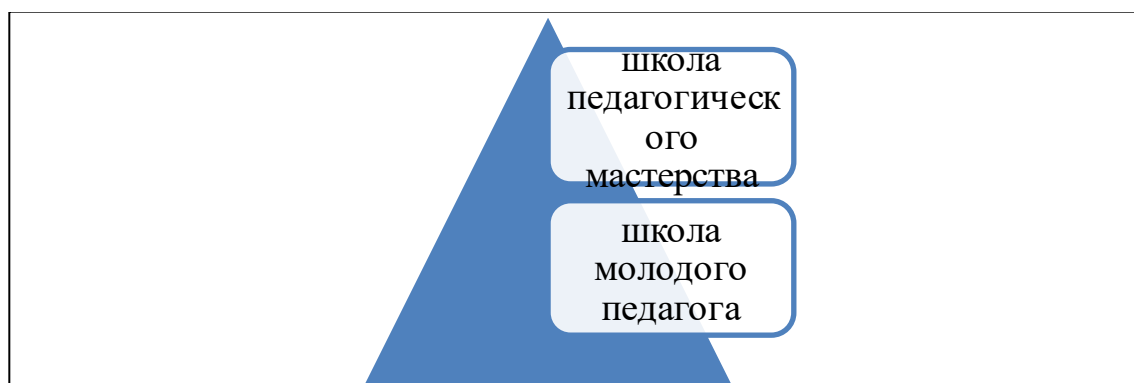 школа
педагогическ
ого
мастерства
школа
молодого
педагога